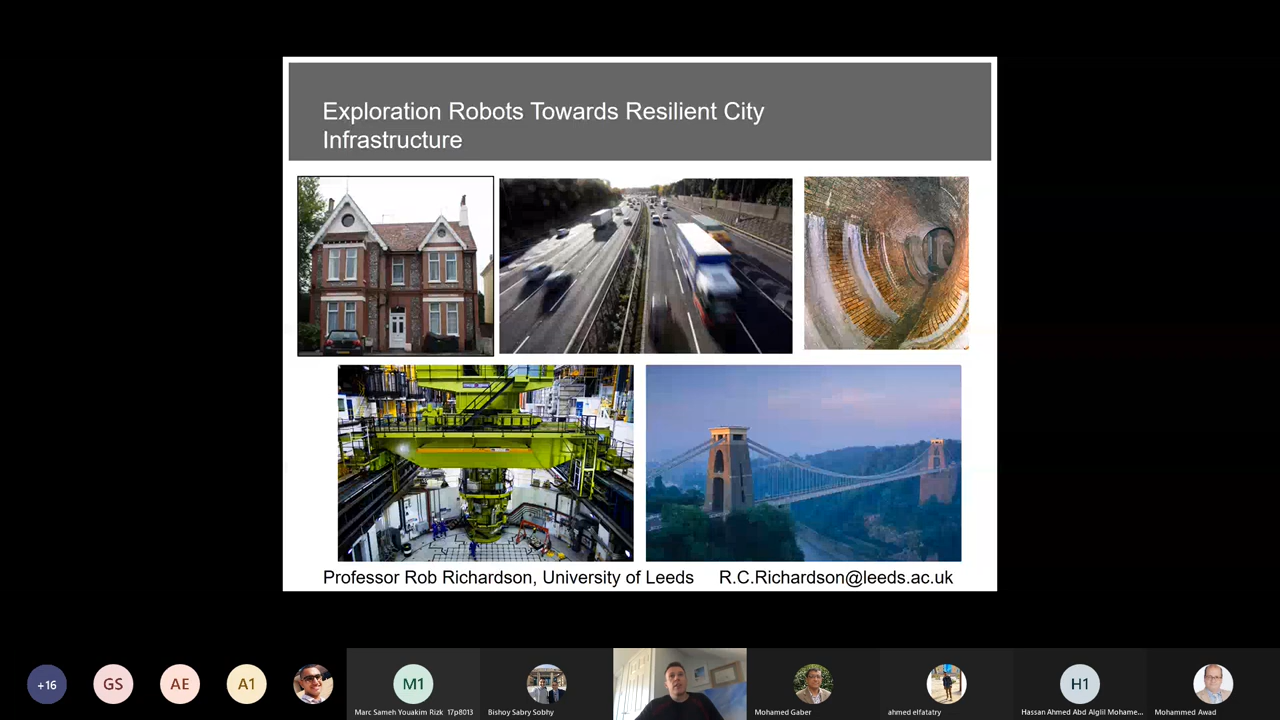 Exploration Robots Towards Resilient City
Infrastructure
Professor Rob Richardson, University of Leeds R.C.Richardson@leeds.ac.uk
+16 GS AE A1 M1 H1
Marc Sameh Youakim Rizk 17p8013 Bishoy Sabry Sobhy Mohamed Gaber ahmed elfatatry Hassan Ahmed Abd Alglil Mohame... Mohammed Awad